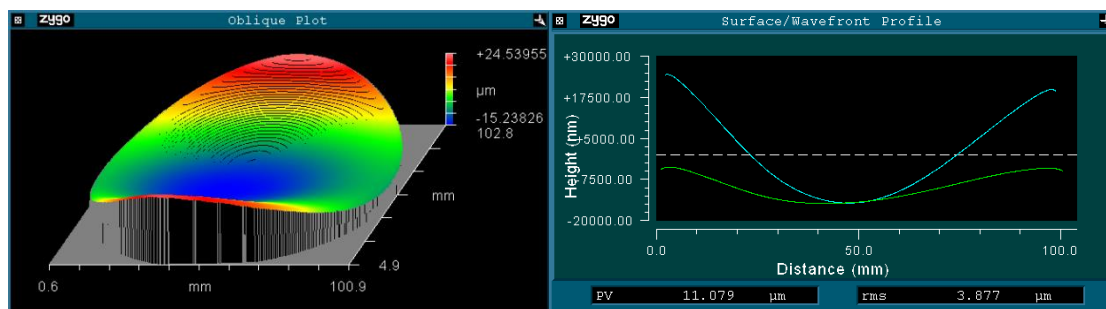 zygo
Oblique Plot
+24.53955
µm
-15.23826
102.8
mm
4.9
0.6
mm
100.9
zygo
Surface/Wavefront Profile
+30000.00
+17500.00
+5000.00
-7500.00
-20000.00
Height (nm)
0.0
50.0
100.0
Distance (mm)
PV 11.079 µm
rms 3.877 µm